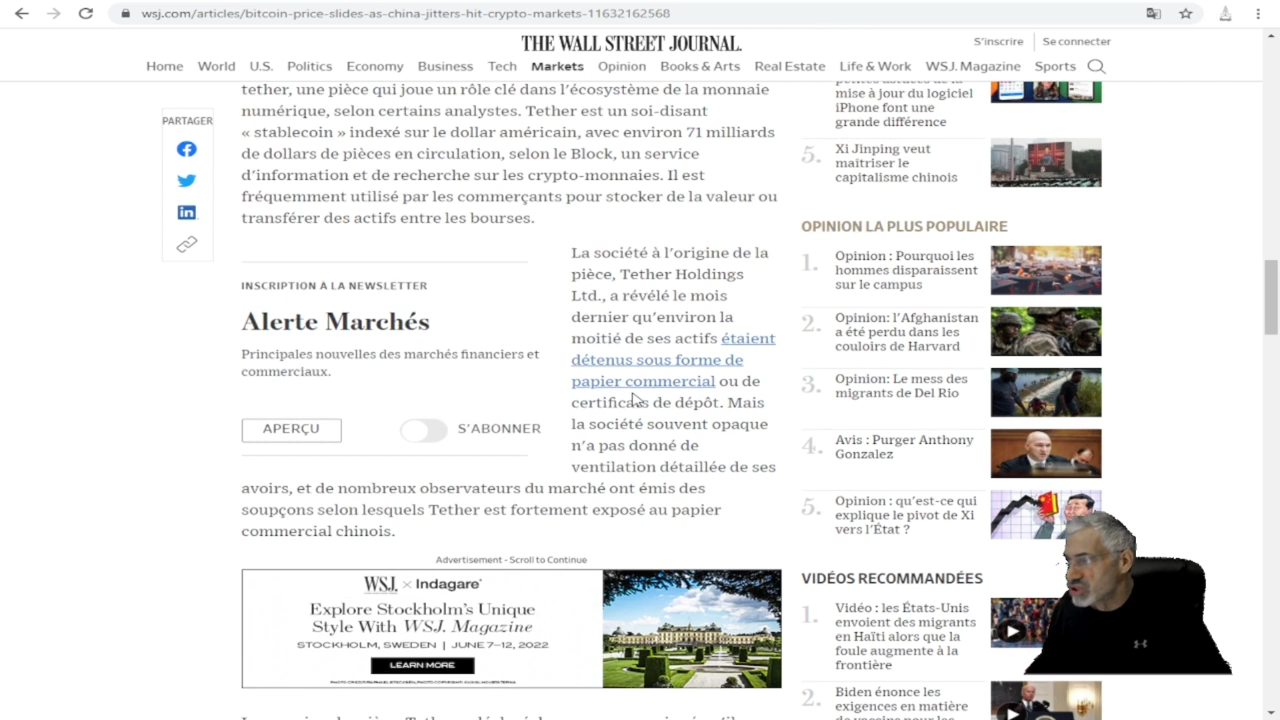 wsj.com/articles/bitcoin-price-slides-as-china-jitters-hit-crypto-markets-11632162568
THE WALL STREET JOURNAL.
S'inscrire
Se connecter
Home World U.S. Politics Economy Business Tech Markets Opinion Books & Arts Real Estate Life & Work WSJ. Magazine Sports
PARTAGER
tether, la pièce qui joue un rôle clé dans l'écosystème de la monnaie
numérique, selon certains analystes. Tether est un soi-disant
« stablecoin » indexé sur le dollar américain, avec environ 71 milliards
de dollars de pièces en circulation, selon le Block, un service
d'information et de recherche sur les crypto-monnaies. Il est
fréquemment utilisé par les commerçants pour stocker de la valeur ou
transférer des actifs entre les bourses.
INSCRIPTION À LA NEWSLETTER
Alerte Marchés
Principales nouvelles des marchés financiers et
commerciaux.
APERÇU
S'ABONNER
La société à l'origine de la
pièce, Tether Holdings
Ltd., a révélé le mois
dernier qu'environ la
moitié de ses actifs étaient
détenus sous forme de
papier commercial ou de
certificats de dépôt. Mais
la société souvent opaque
n'a pas donné de
ventilation détaillée de ses
avoirs, et de nombreux observateurs du marché ont émis des
soupçons selon lesquels Tether est fortement exposé au papier
commercial chinois.
Advertisement - Scroll to Continue
WSJ. × Indagare
Explore Stockholm's Unique
Style With WSJ. Magazine
STOCKHOLM, SWEDEN | JUNE 7–12, 2022
LEARN MORE
mise à jour du logiciel
iPhone font une
grande différence
5. Xi Jinping veut
maîtriser le
capitalisme chinois
OPINION LA PLUS POPULAIRE
1. Opinion : Pourquoi les
hommes disparaissent
sur le campus
2. Opinion: l'Afghanistan
a été perdu dans les
couloirs de Harvard
3. Opinion: Le mess des
migrants de Del Rio
4. Avis : Purger Anthony
Gonzalez
5. Opinion : qu'est-ce qui
explique le pivot de Xi
vers l'État ?
VIDÉOS RECOMMANDÉES
1. Vidéo : les États-Unis
envoient des migrants
en Haïti alors que la
foule augmente à la
frontière
2. Biden énonce les
exigences en matière